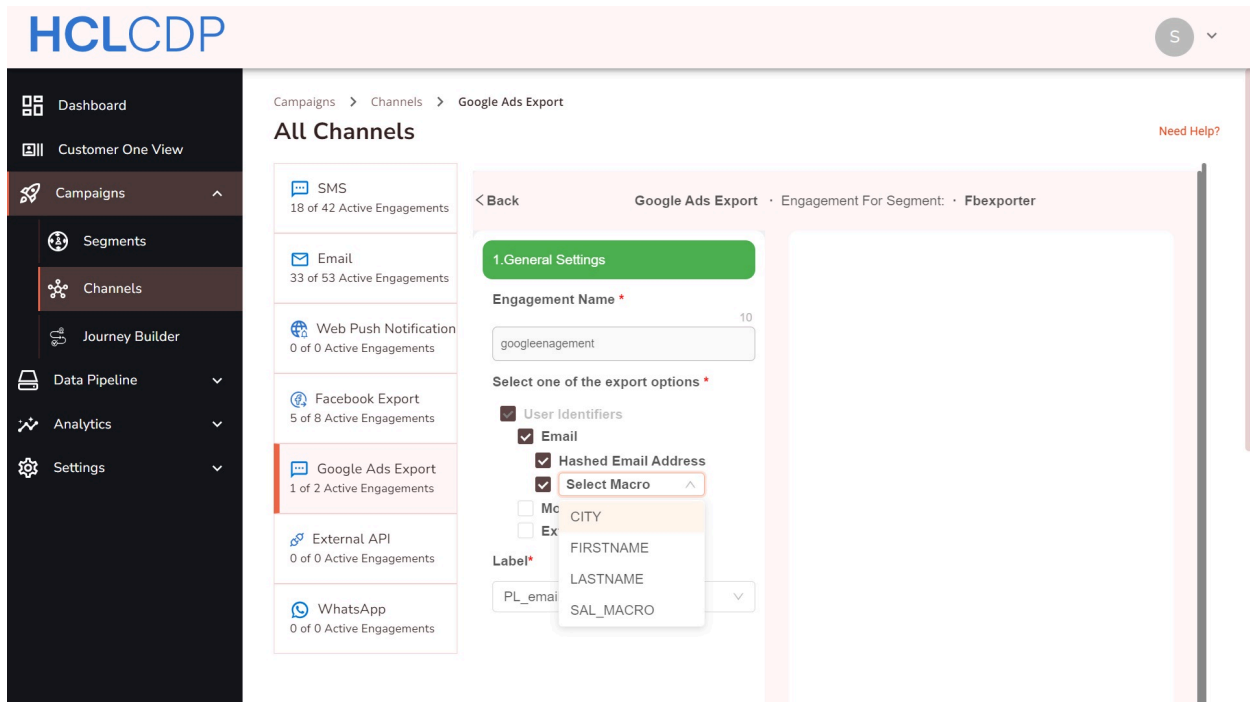 HCLCDP
S
Dashboard
Customer One View
Campaigns
Segments
Channels
Journey Builder
Data Pipeline
Analytics
Settings
Campaigns > Channels > Google Ads Export
All Channels
Need Help?
SMS
18 of 42 Active Engagements
Email
33 of 53 Active Engagements
Web Push Notification
0 of 0 Active Engagements
Facebook Export
5 of 8 Active Engagements
Google Ads Export
1 of 2 Active Engagements
External API
0 of 0 Active Engagements
WhatsApp
0 of 0 Active Engagements
< Back
Google Ads Export · Engagement For Segment: · Fbexporter
1.General Settings
Engagement Name *
10
googleenagement
Select one of the export options *
User Identifiers
Email
Hashed Email Address
Select Macro
Mo
Ex
CITY
FIRSTNAME
LASTNAME
SAL_MACRO
Label*
PL_emai